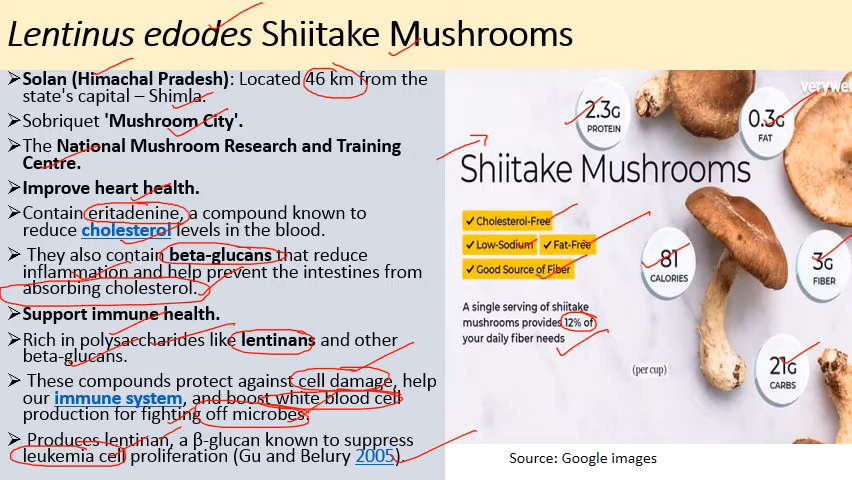 Lentinus edodes Shiitake Mushrooms
➤Solan (Himachal Pradesh): Located 46 km from the
state's capital – Shimla.
➤Sobriquet 'Mushroom City'.
➤The National Mushroom Research and Training
Centre.
➤Improve heart health.
➤Contain eritadenine, a compound known to
reduce cholesterol levels in the blood.
➤ They also contain beta-glucans that reduce
inflammation and help prevent the intestines from
absorbing cholesterol.
➤Support immune health.
➤Rich in polysaccharides like lentinans and other
beta-glucans.
➤ These compounds protect against cell damage, help
our immune system, and boost white blood cell
production for fighting off microbes.
➤ Produces lentinan, a β-glucan known to suppress
leukemia cell proliferation (Gu and Belury 2005).
verywel
2.3G
PROTEIN
0.3G
FAT
Shiitake Mushrooms
✓ Cholesterol-Free
✓ Low-Sodium ✓ Fat-Free
✓ Good Source of Fiber
81
CALORIES
3G
FIBER
A single serving of shiitake
mushrooms provides 12% of
your daily fiber needs
(per cup)
21G
CARBS
Source: Google images